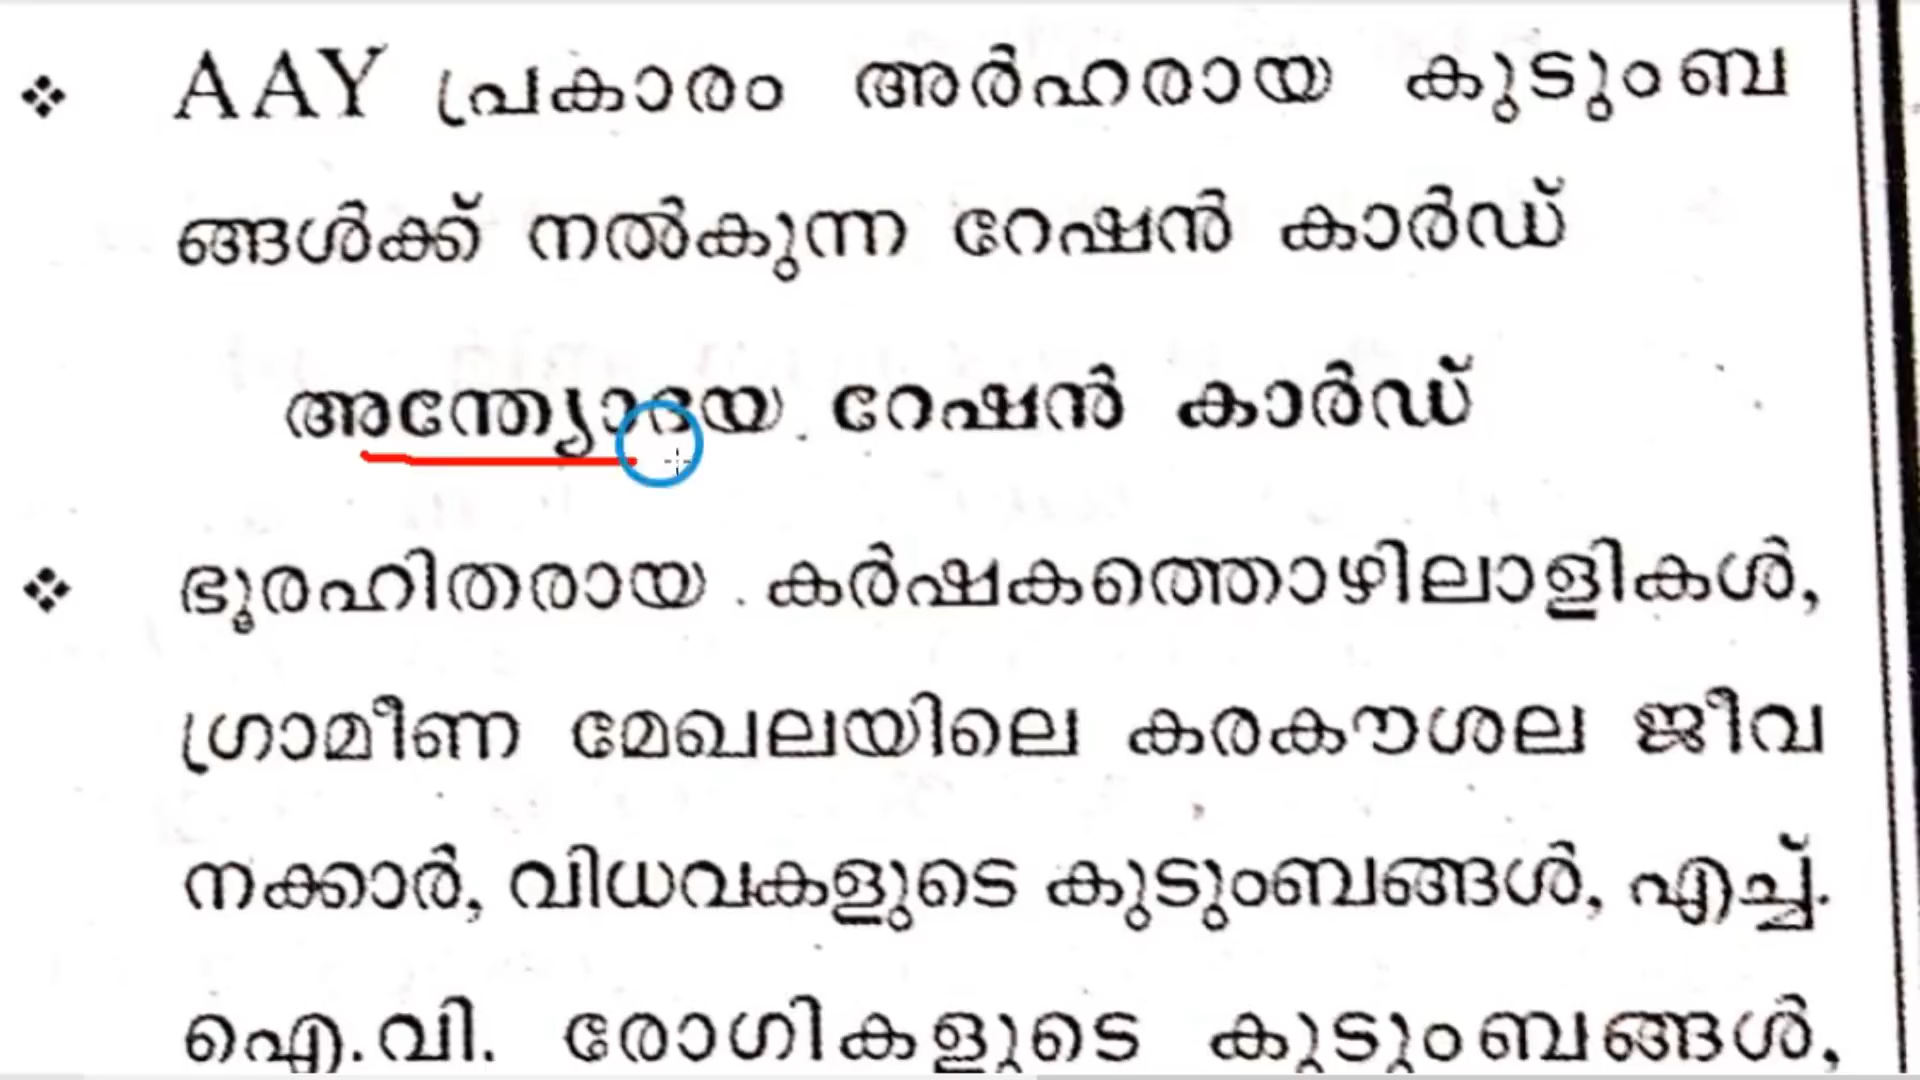 ❖ AAY പ്രകാരം അർഹരായ കുടുംബ
ങ്ങൾക്ക് നൽകുന്ന റേഷൻ കാർഡ്
അന്ത്യോദയ റേഷൻ കാർഡ്
❖ ഭൂരഹിതരായ കർഷകത്തൊഴിലാളികൾ,
ഗ്രാമീണ മേഖലയിലെ കരകൗശല ജീവ
നക്കാർ, വിധവകളുടെ കുടുംബങ്ങൾ, എച്ച്.
ഐ.വി. രോഗികളുടെ കുടുംബങ്ങൾ,